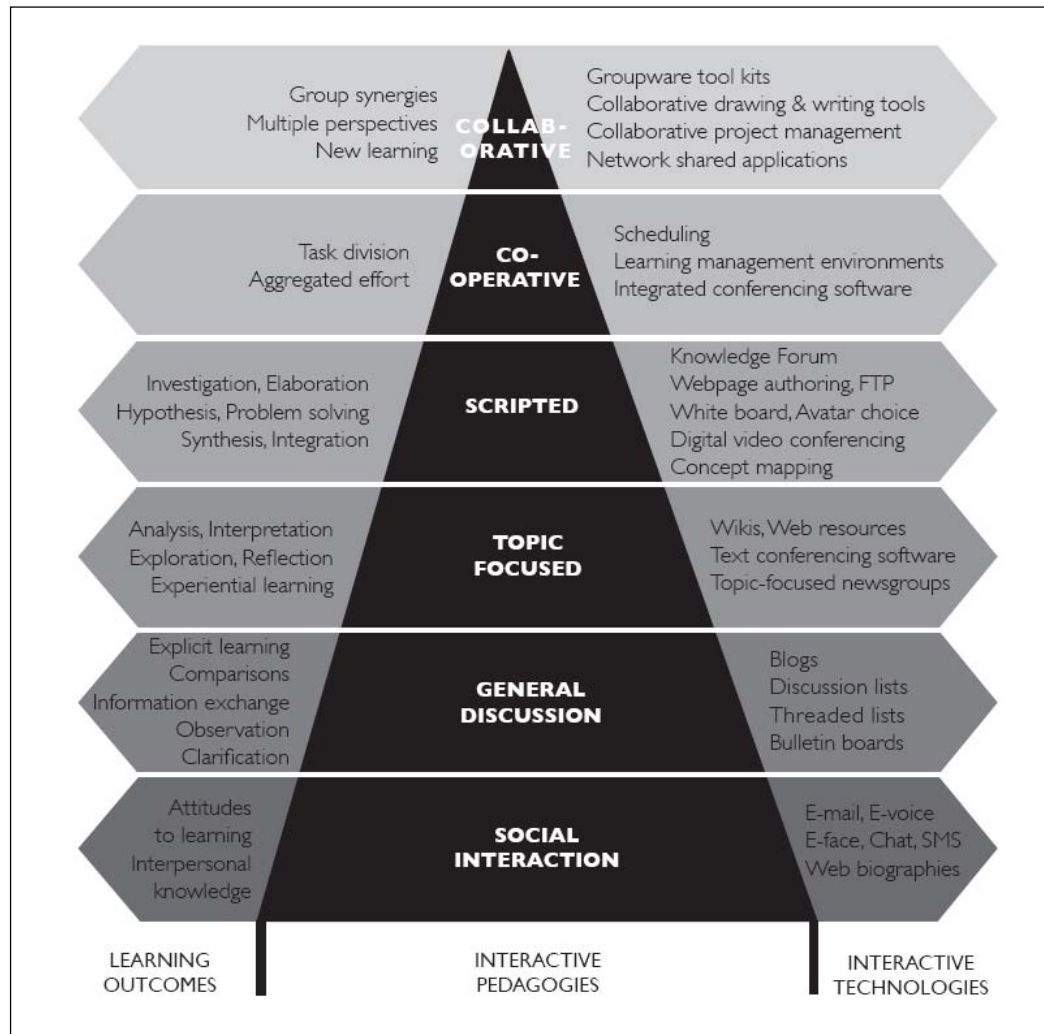 Group synergies
Multiple perspectives
New learning
COLLAB-
ORATIVE
Groupware tool kits
Collaborative drawing & writing tools
Collaborative project management
Network shared applications
Task division
Aggregated effort
CO-
OPERATIVE
Scheduling
Learning management environments
Integrated conferencing software
Investigation, Elaboration
Hypothesis, Problem solving
Synthesis, Integration
SCRIPTED
Knowledge Forum
Webpage authoring, FTP
White board, Avatar choice
Digital video conferencing
Concept mapping
Analysis, Interpretation
Exploration, Reflection
Experiential learning
TOPIC
FOCUSED
Wikis, Web resources
Text conferencing software
Topic-focused newsgroups
Explicit learning
Comparisons
Information exchange
Observation
Clarification
GENERAL
DISCUSSION
Blogs
Discussion lists
Threaded lists
Bulletin boards
Attitudes
to learning
Interpersonal
knowledge
SOCIAL
INTERACTION
E-mail, E-voice
E-face, Chat, SMS
Web biographies
LEARNING
OUTCOMES
INTERACTIVE
PEDAGOGIES
INTERACTIVE
TECHNOLOGIES